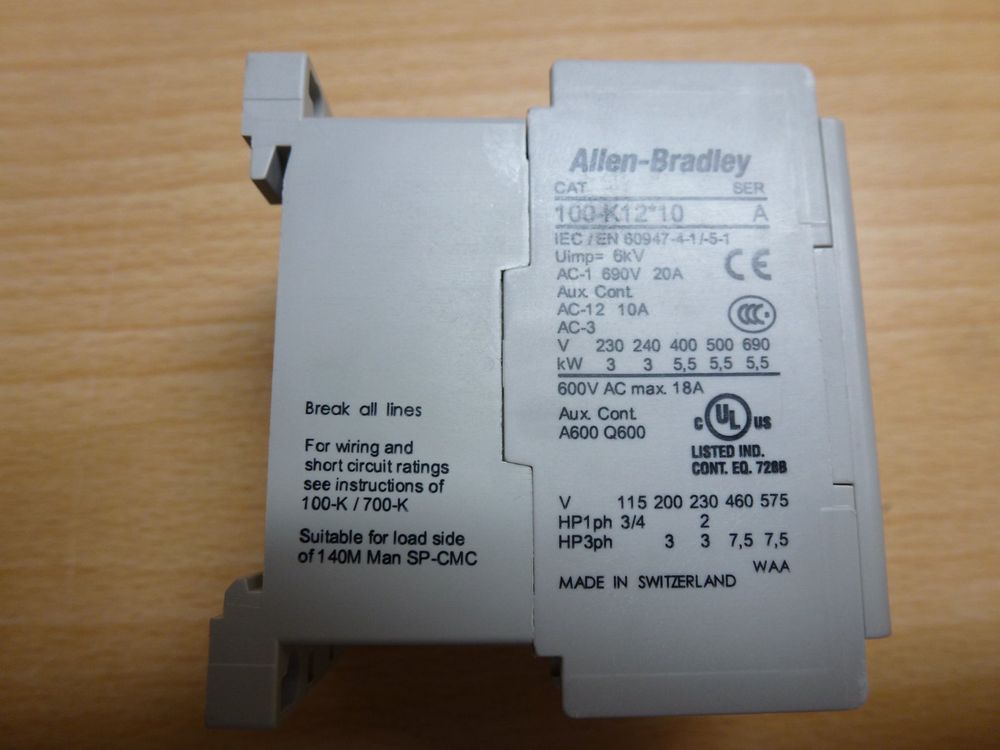 Allen-Bradley
CAT SER
100-K12*10 A
IEC / EN 60947-4-1/-5-1
Uimp= 6kV
CE
AC-1 690V 20A
Aux. Cont.
AC-12 10A
CCC
AC-3
V 230 240 400 500 690
kW 3 3 5,5 5,5 5,5
600V AC max. 18A
Aux. Cont.
A600 Q600
c UL us
LISTED IND.
CONT. EQ. 728B
V 115 200 230 460 575
HP1ph 3/4 2
HP3ph 3 3 7,5 7,5
WAA
MADE IN SWITZERLAND
Break all lines
For wiring and
short circuit ratings
see instructions of
100-K / 700-K
Suitable for load side
of 140M Man SP-CMC